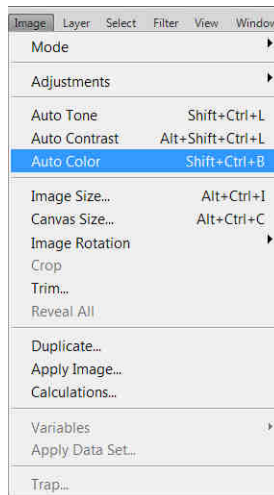 Image Layer Select Filter View Window
Mode
Adjustments
Auto Tone Shift+Ctrl+L
Auto Contrast Alt+Shift+Ctrl+L
Auto Color Shift+Ctrl+B
Image Size... Alt+Ctrl+I
Canvas Size... Alt+Ctrl+C
Image Rotation
Crop
Trim...
Reveal All
Duplicate...
Apply Image...
Calculations...
Variables
Apply Data Set...
Trap...